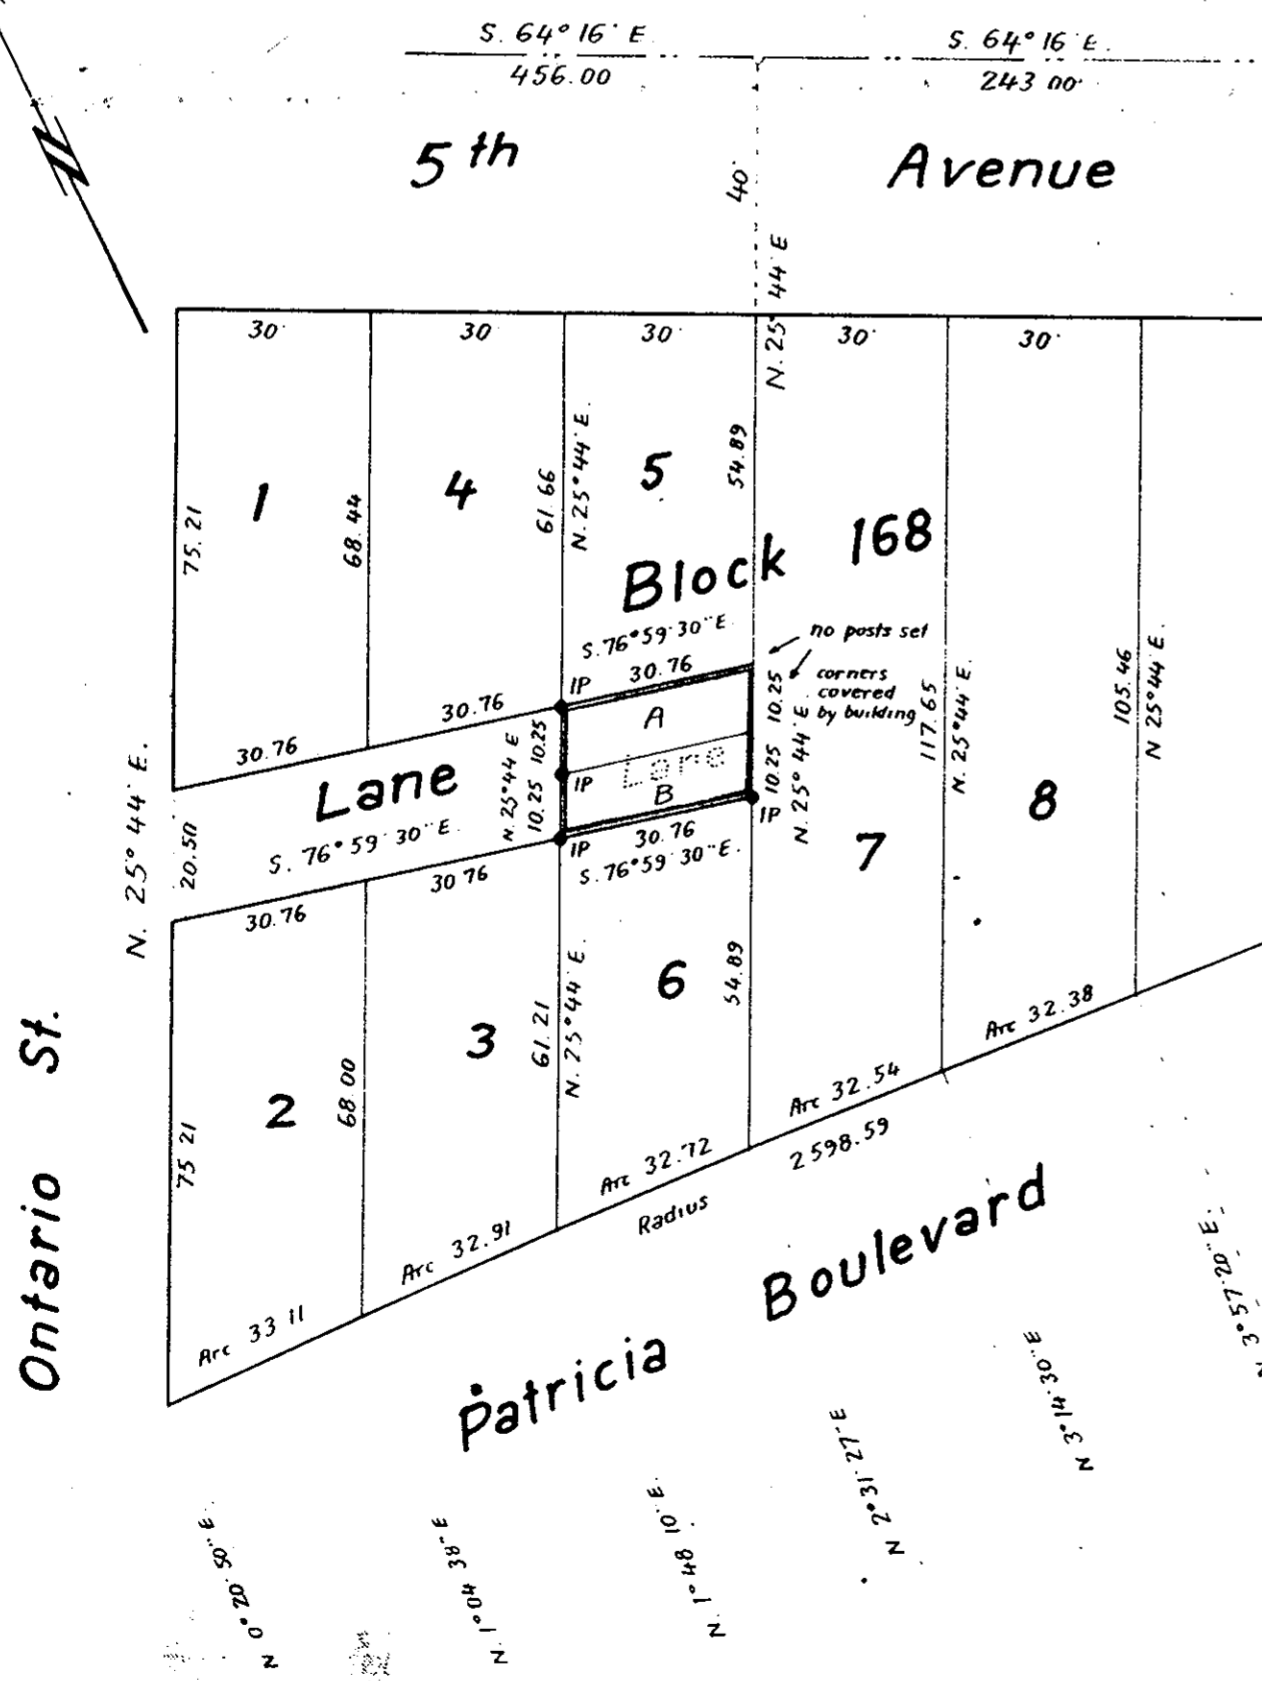 S. 64° 16' E.
456.00
S. 64° 16' E.
243.00
5th Avenue
40'
N. 25° 44' E
30'
30'
30'
30'
30'
1
4
5
75.21
68.44
61.66
N. 25° 44' E.
54.89
Block 168
S. 76° 59' 30" E.
no posts set
corners
covered
by building
30.76
30.76
IP
30.76
A
10.25
10.25
N. 25° 44' E.
117.65
N. 25° 44' E.
105.46
N 25° 44' E.
Lane
N. 25° 44' E
10.25
10.25
IP
Lane
B
IP
8
7
N. 25° 44' E.
20.50
S. 76° 59' 30" E.
IP
30.76
S. 76° 59' 30" E.
30.76
30.76
Ontario St.
2
3
6
75.21
68.00
61.21
N. 25° 44' E.
54.89
Arc 33.11
Arc 32.91
Arc 32.72
Arc 32.54
Arc 32.38
Radius 2598.59
Patricia Boulevard
N 0° 20' 50" E.
N. 1° 04' 38" E
N. 1° 48' 10" E.
N 2° 31' 27" E
N 3° 14' 30" E
N 3° 57' 20" E.